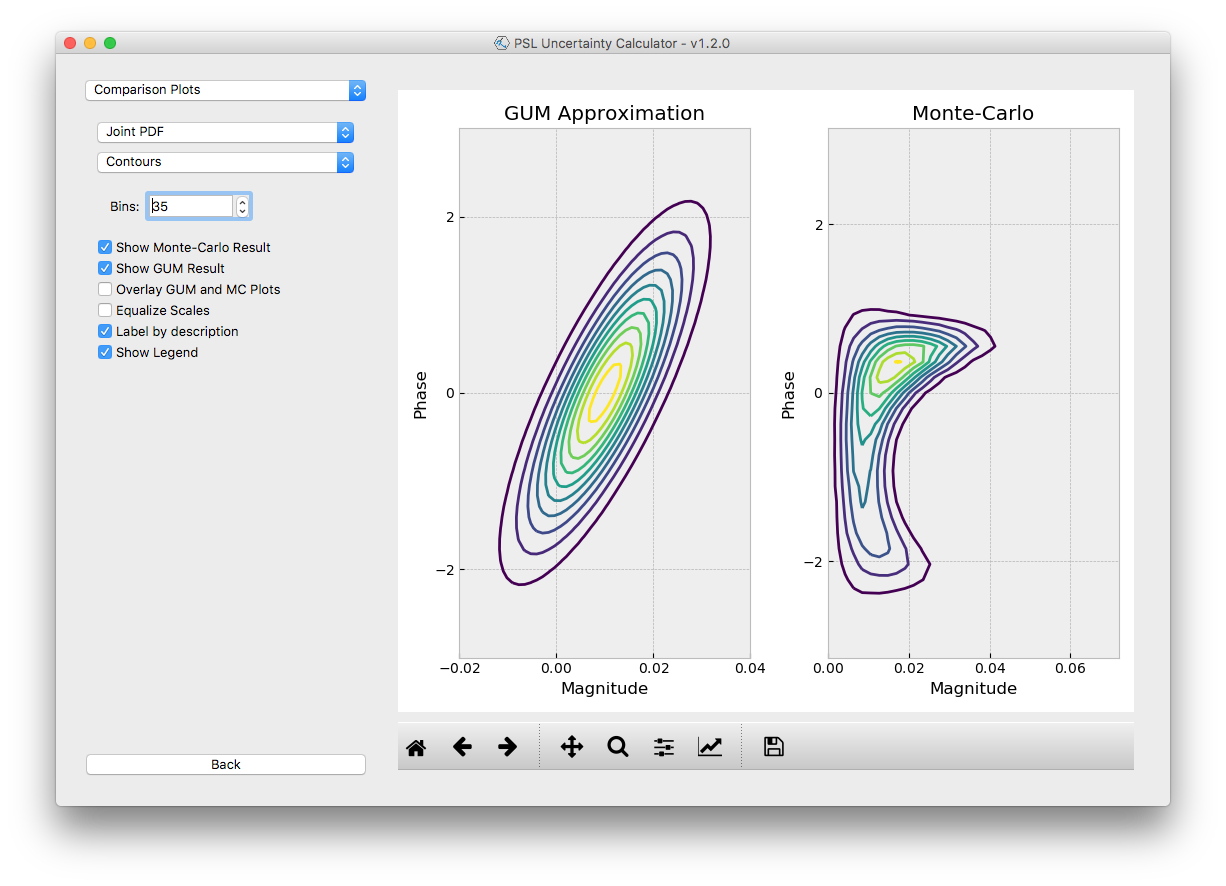 PSL Uncertainty Calculator - v1.2.0
Comparison Plots
Joint PDF
Contours
Bins: 35
Show Monte-Carlo Result
Show GUM Result
Overlay GUM and MC Plots
Equalize Scales
Label by description
Show Legend
Back
GUM Approximation
2
0
−2
Phase
−0.02 0.00 0.02 0.04
Magnitude
Monte-Carlo
2
0
−2
Phase
0.00 0.02 0.04 0.06
Magnitude